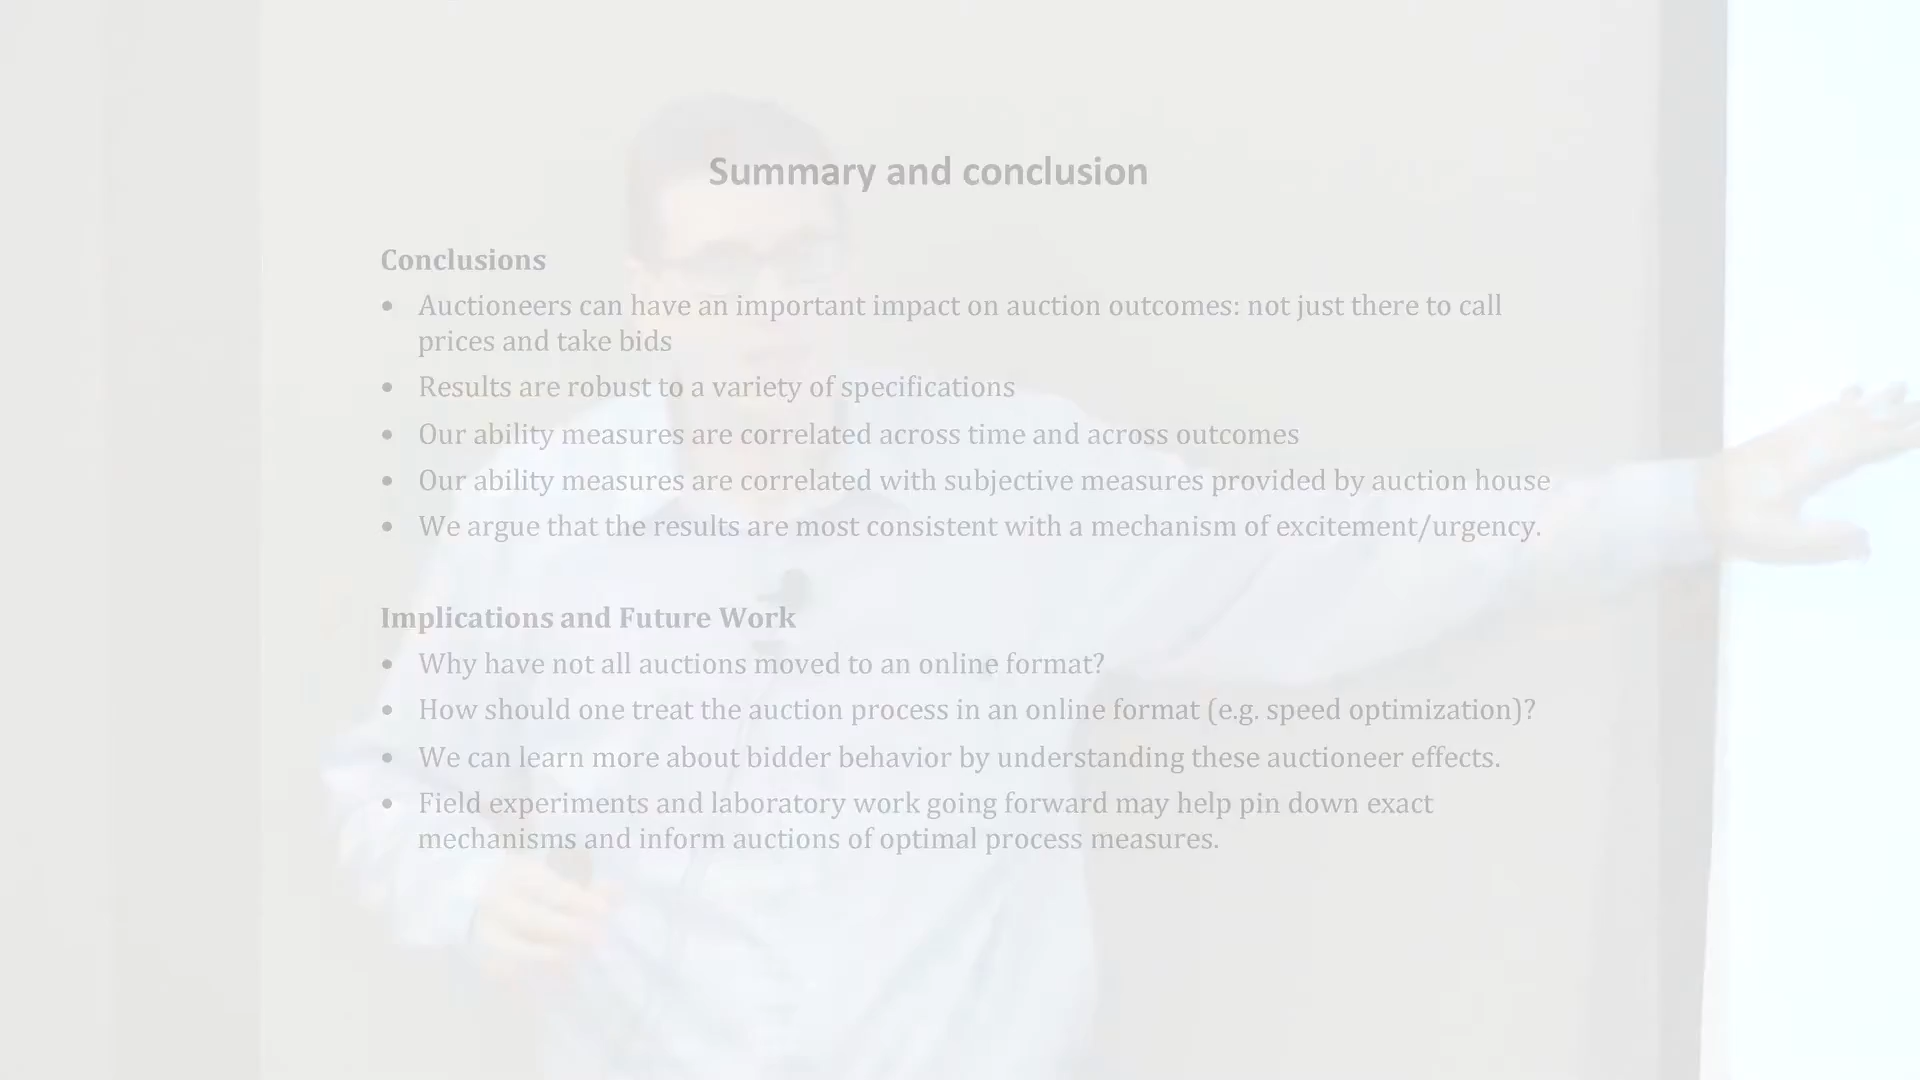 Summary and conclusion
Conclusions
• Auctioneers can have an important impact on auction outcomes: not just there to call
prices and take bids
• Results are robust to a variety of specifications
• Our ability measures are correlated across time and across outcomes
• Our ability measures are correlated with subjective measures provided by auction house
• We argue that the results are most consistent with a mechanism of excitement/urgency.
Implications and Future Work
• Why have not all auctions moved to an online format?
• How should one treat the auction process in an online format (e.g. speed optimization)?
• We can learn more about bidder behavior by understanding these auctioneer effects.
• Field experiments and laboratory work going forward may help pin down exact
mechanisms and inform auctions of optimal process measures.